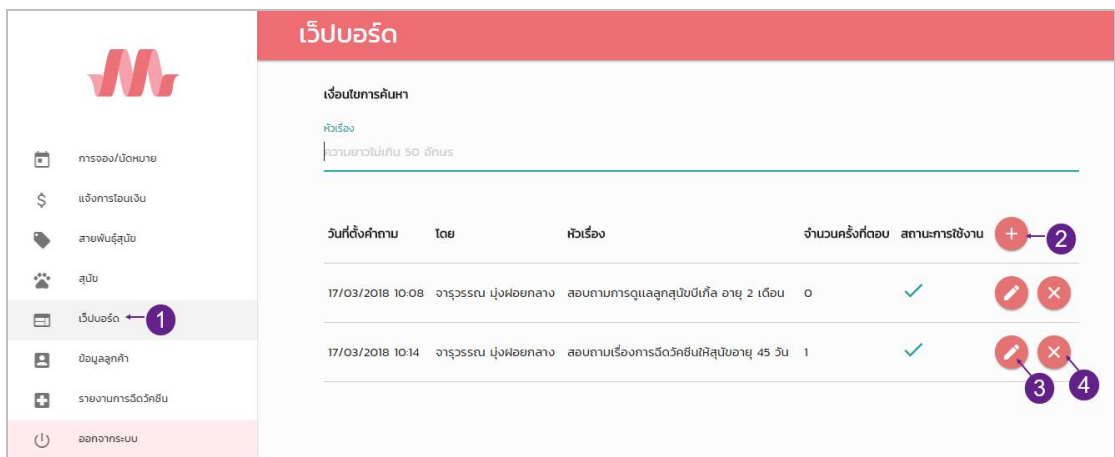 เว็ปบอร์ด
เงื่อนไขการค้นหา
หัวเรื่อง
ความยาวไม่เกิน 50 อักษร
การจอง/นัดหมาย
แจ้งการโอนเงิน
สายพันธุ์สุนัข
สุนัข
เว็ปบอร์ด 1
ข้อมูลลูกค้า
รายงานการฉีดวัคซีน
ออกจากระบบ
วันที่ตั้งคำถาม โดย หัวเรื่อง จำนวนครั้งที่ตอบ สถานะการใช้งาน 2
17/03/2018 10:08 จารุวรรณ มุ่งฝอยกลาง สอบถามการดูแลลูกสุนัขบีเกิ้ล อายุ 2 เดือน 0
17/03/2018 10:14 จารุวรรณ มุ่งฝอยกลาง สอบถามเรื่องการฉีดวัคซีนให้สุนัขอายุ 45 วัน 1
3 4